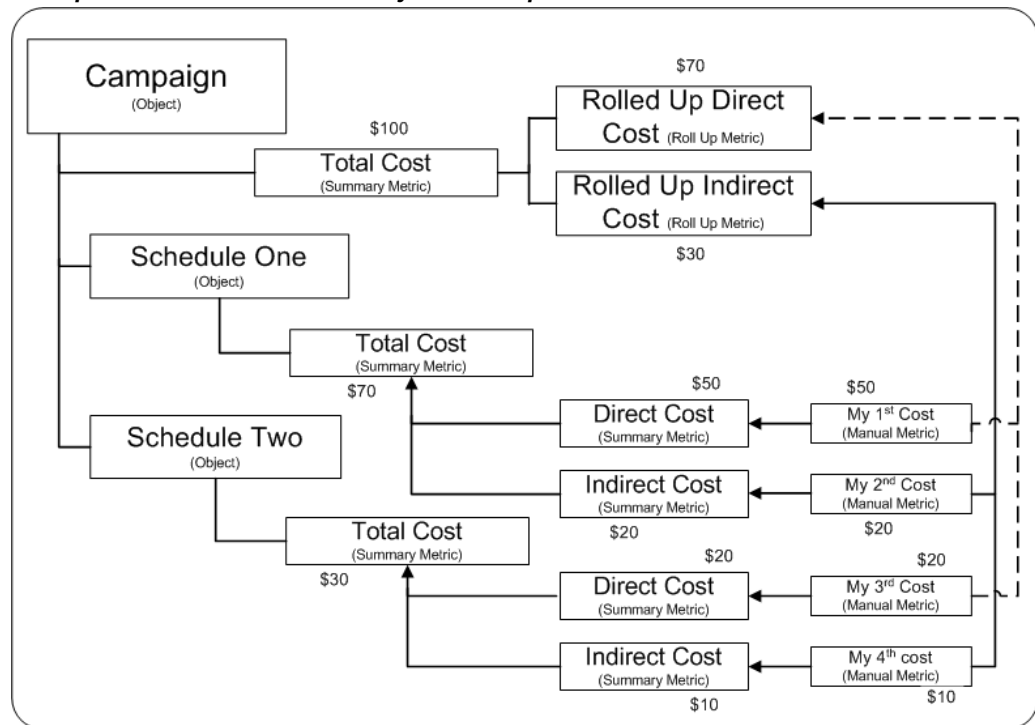 Campaign
(Object)
$100
Total Cost
(Summary Metric)
$70
Rolled Up Direct
Cost (Roll Up Metric)
Rolled Up Indirect
Cost (Roll Up Metric)
$30
Schedule One
(Object)
Total Cost
(Summary Metric)
$70
$50
Direct Cost
(Summary Metric)
$50
My 1st Cost
(Manual Metric)
Indirect Cost
(Summary Metric)
$20
My 2nd Cost
(Manual Metric)
$20
Schedule Two
(Object)
Total Cost
(Summary Metric)
$30
$20
Direct Cost
(Summary Metric)
$20
My 3rd Cost
(Manual Metric)
Indirect Cost
(Summary Metric)
$10
My 4th cost
(Manual Metric)
$10